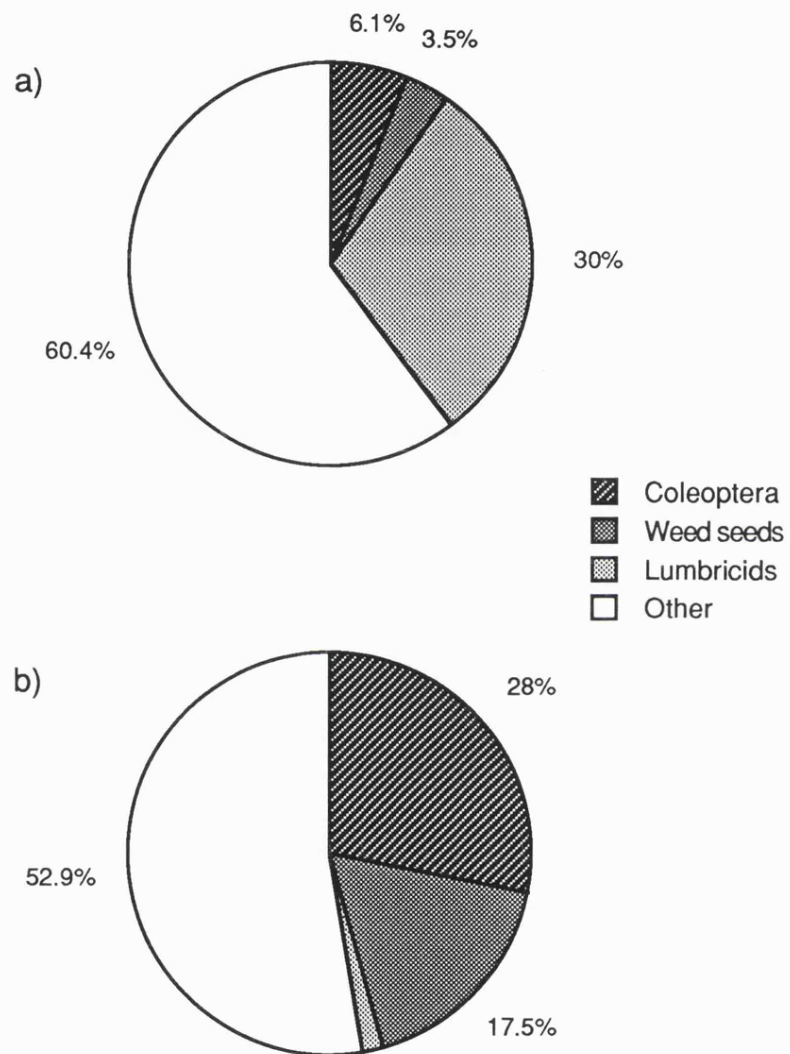 6.1%
3.5%
a)
30%
60.4%
Coleoptera
Weed seeds
Lumbricids
Other
b)
28%
52.9%
17.5%